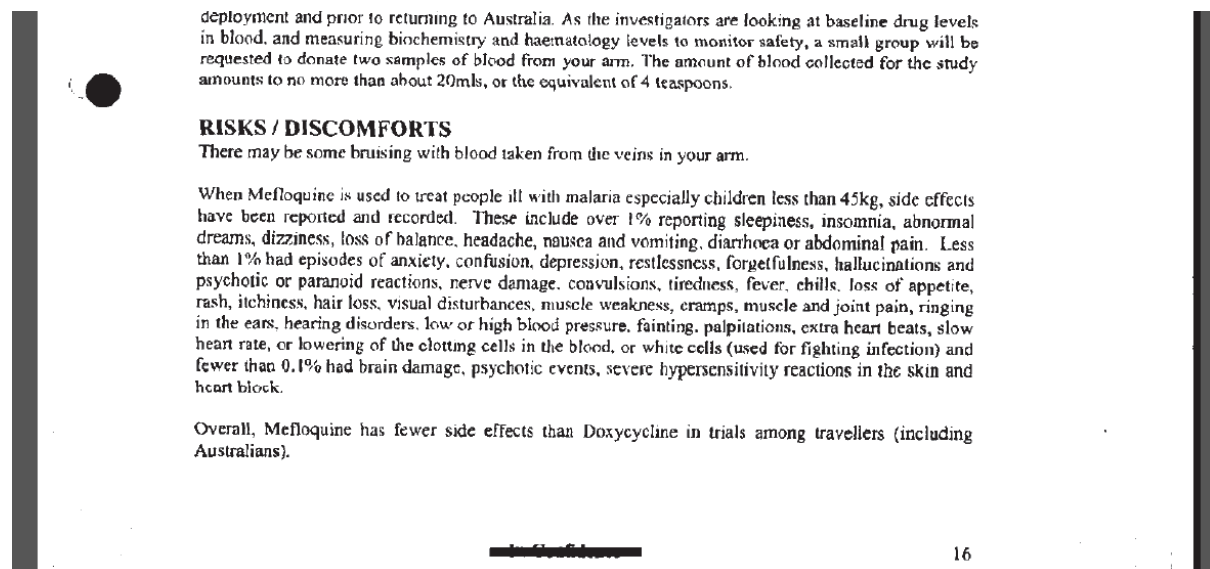 deployment and prior to returning to Australia. As the investigators are looking at baseline drug levels
in blood, and measuring biochemistry and haematology levels to monitor safety, a small group will be
requested to donate two samples of blood from your arm. The amount of blood collected for the study
amounts to no more than about 20mls, or the equivalent of 4 teaspoons.
RISKS / DISCOMFORTS
There may be some bruising with blood taken from the veins in your arm.
When Mefloquine is used to treat people ill with malaria especially children less than 45kg, side effects
have been reported and recorded. These include over 1% reporting sleepiness, insomnia, abnormal
dreams, dizziness, loss of balance, headache, nausea and vomiting, diarrhoea or abdominal pain. Less
than 1% had episodes of anxiety, confusion, depression, restlessness, forgetfulness, hallucinations and
psychotic or paranoid reactions, nerve damage, convulsions, tiredness, fever, chills, loss of appetite,
rash, itchiness, hair loss, visual disturbances, muscle weakness, cramps, muscle and joint pain, ringing
in the ears, hearing disorders, low or high blood pressure, fainting, palpitations, extra heart beats, slow
heart rate, or lowering of the clotting cells in the blood, or white cells (used for fighting infection) and
fewer than 0.1% had brain damage, psychotic events, severe hypersensitivity reactions in the skin and
heart block.
Overall, Mefloquine has fewer side effects than Doxycycline in trials among travellers (including
Australians).
16